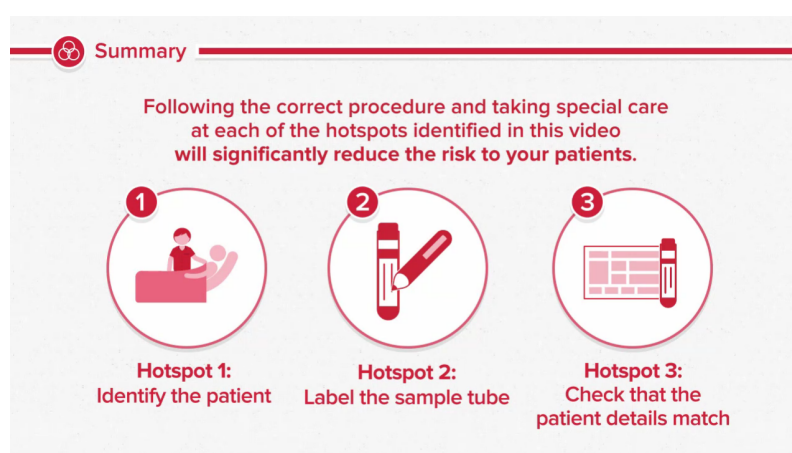 Summary
Following the correct procedure and taking special care
at each of the hotspots identified in this video
will significantly reduce the risk to your patients.
1
2
3
Hotspot 1:
Identify the patient
Hotspot 2:
Label the sample tube
Hotspot 3:
Check that the
patient details match